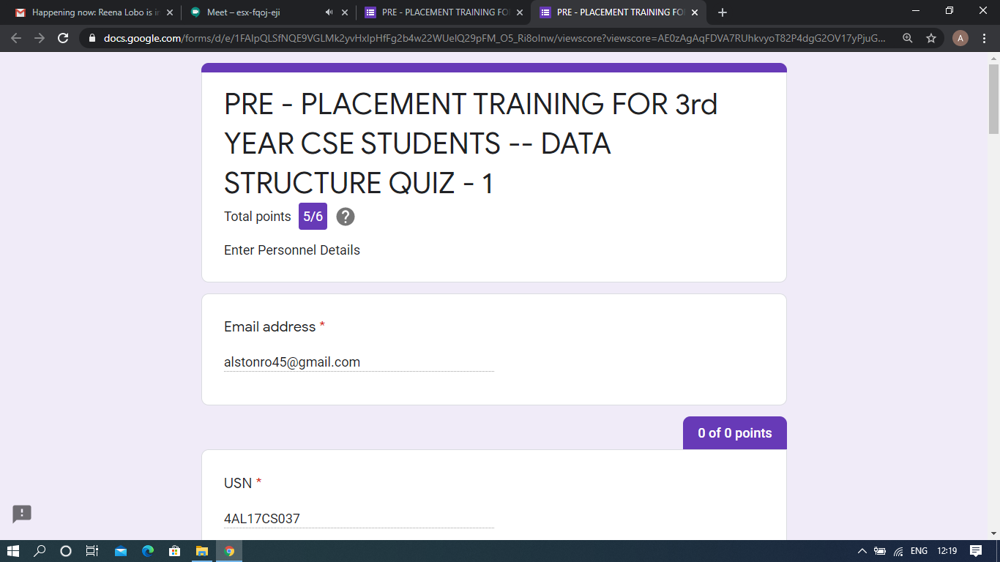 Happening now: Reena Lobo is in
Meet – esx-fqoj-eji
PRE - PLACEMENT TRAINING FO
PRE - PLACEMENT TRAINING FO
docs.google.com/forms/d/e/1FAIpQLSfNQE9VGLMk2yvHxlpHfFg2b4w22WUelQ29pFM_O5_Ri8oInw/viewscore?viewscore=AE0zAgAqFDVA7RUhkvyoT82P4dgG2OV17yPjuG...
A
PRE - PLACEMENT TRAINING FOR 3rd
YEAR CSE STUDENTS -- DATA
STRUCTURE QUIZ - 1
Total points 5/6
Enter Personnel Details
Email address *
alstonro45@gmail.com
0 of 0 points
USN *
4AL17CS037
ENG 12:19